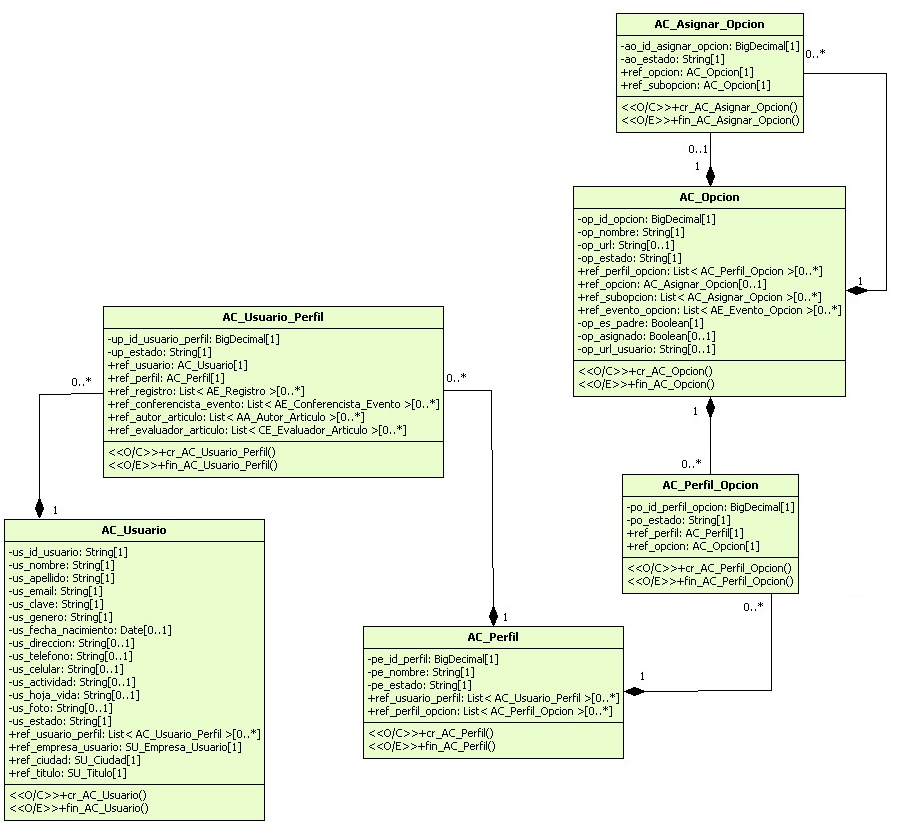 AC_Asignar_Opcion
-ao_id_asignar_opcion: BigDecimal[1]
-ao_estado: String[1]
+ref_opcion: AC_Opcion[1]
+ref_subopcion: AC_Opcion[1]
<<O/C>>+cr_AC_Asignar_Opcion()
<<O/E>>+fin_AC_Asignar_Opcion()
0..*
0..1
1
AC_Opcion
-op_id_opcion: BigDecimal[1]
-op_nombre: String[1]
-op_url: String[0..1]
-op_estado: String[1]
+ref_perfil_opcion: List< AC_Perfil_Opcion >[0..*]
+ref_opcion: AC_Asignar_Opcion[0..1]
+ref_subopcion: List< AC_Asignar_Opcion >[0..*]
+ref_evento_opcion: List< AE_Evento_Opcion >[0..*]
-op_es_padre: Boolean[1]
-op_asignado: Boolean[0..1]
-op_url_usuario: String[0..1]
<<O/C>>+cr_AC_Opcion()
<<O/E>>+fin_AC_Opcion()
1
1
0..*
AC_Usuario_Perfil
-up_id_usuario_perfil: BigDecimal[1]
-up_estado: String[1]
+ref_usuario: AC_Usuario[1]
+ref_perfil: AC_Perfil[1]
+ref_registro: List< AE_Registro >[0..*]
+ref_conferencista_evento: List< AE_Conferencista_Evento >[0..*]
+ref_autor_articulo: List< AA_Autor_Articulo >[0..*]
+ref_evaluador_articulo: List< CE_Evaluador_Articulo >[0..*]
<<O/C>>+cr_AC_Usuario_Perfil()
<<O/E>>+fin_AC_Usuario_Perfil()
0..*
0..*
1
AC_Perfil_Opcion
-po_id_perfil_opcion: BigDecimal[1]
-po_estado: String[1]
+ref_perfil: AC_Perfil[1]
+ref_opcion: AC_Opcion[1]
<<O/C>>+cr_AC_Perfil_Opcion()
<<O/E>>+fin_AC_Perfil_Opcion()
0..*
AC_Usuario
-us_id_usuario: String[1]
-us_nombre: String[1]
-us_apellido: String[1]
-us_email: String[1]
-us_clave: String[1]
-us_genero: String[1]
-us_fecha_nacimiento: Date[0..1]
-us_direccion: String[0..1]
-us_telefono: String[0..1]
-us_celular: String[0..1]
-us_actividad: String[0..1]
-us_hoja_vida: String[0..1]
-us_foto: String[0..1]
-us_estado: String[1]
+ref_usuario_perfil: List< AC_Usuario_Perfil >[0..*]
+ref_empresa_usuario: SU_Empresa_Usuario[1]
+ref_ciudad: SU_Ciudad[1]
+ref_titulo: SU_Titulo[1]
<<O/C>>+cr_AC_Usuario()
<<O/E>>+fin_AC_Usuario()
1
AC_Perfil
-pe_id_perfil: BigDecimal[1]
-pe_nombre: String[1]
-pe_estado: String[1]
+ref_usuario_perfil: List< AC_Usuario_Perfil >[0..*]
+ref_perfil_opcion: List< AC_Perfil_Opcion >[0..*]
<<O/C>>+cr_AC_Perfil()
<<O/E>>+fin_AC_Perfil()
1